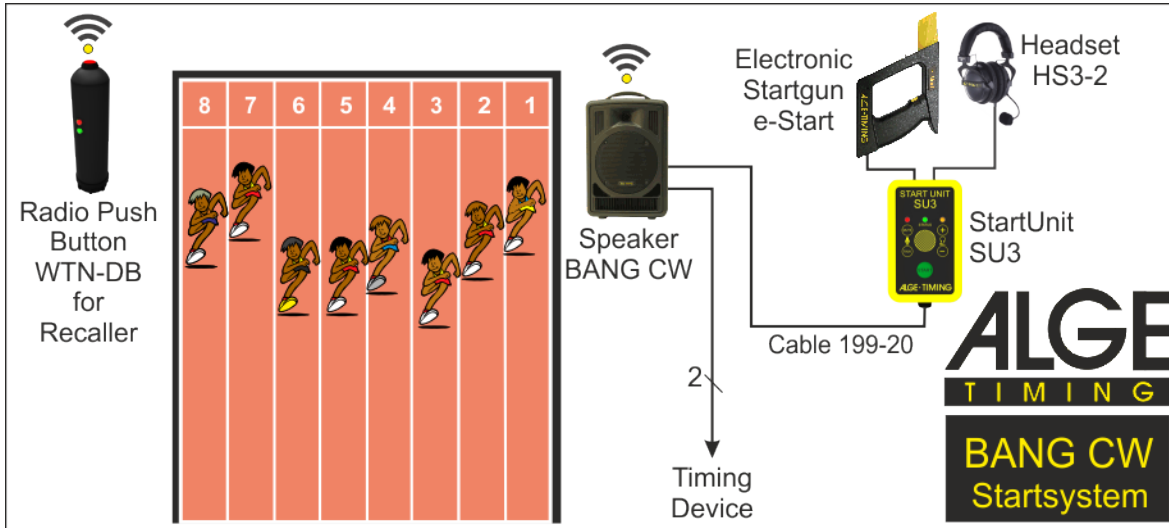 Radio Push
Button
WTN-DB
for
Recaller
8 7 6 5 4 3 2 1
Speaker
BANG CW
Electronic
Startgun
e-Start
Headset
HS3-2
START UNIT
SU3
ALGE-TIMING
StartUnit
SU3
Cable 199-20
2
Timing
Device
ALGE
TIMING
BANG CW
Startsystem